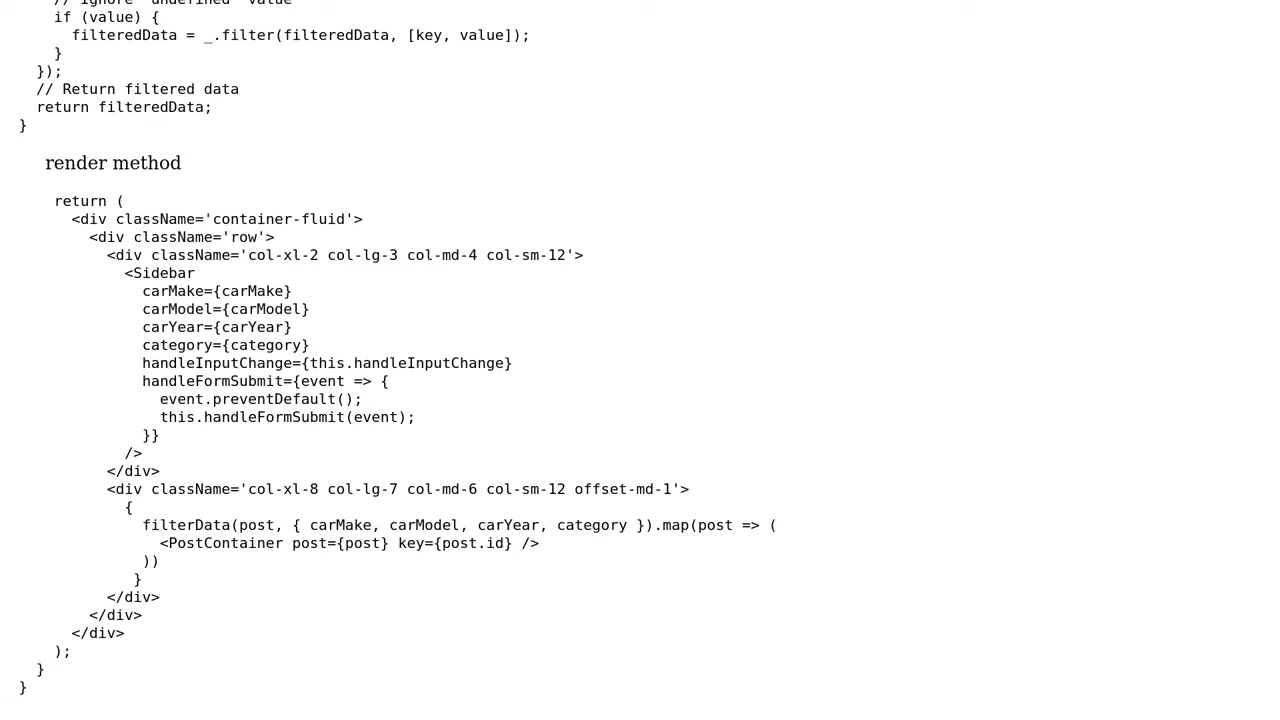 // Ignore 'undefined' value
if (value) {
filteredData = _.filter(filteredData, [key, value]);
}
});
// Return filtered data
return filteredData;
}
render method
return (
<div className='container-fluid'>
<div className='row'>
<div className='col-xl-2 col-lg-3 col-md-4 col-sm-12'>
<Sidebar
carMake={carMake}
carModel={carModel}
carYear={carYear}
category={category}
handleInputChange={this.handleInputChange}
handleFormSubmit={event => {
event.preventDefault();
this.handleFormSubmit(event);
}}
/>
</div>
<div className='col-xl-8 col-lg-7 col-md-6 col-sm-12 offset-md-1'>
{
filterData(post, { carMake, carModel, carYear, category }).map(post => (
<PostContainer post={post} key={post.id} />
))
}
</div>
</div>
</div>
);
}
}